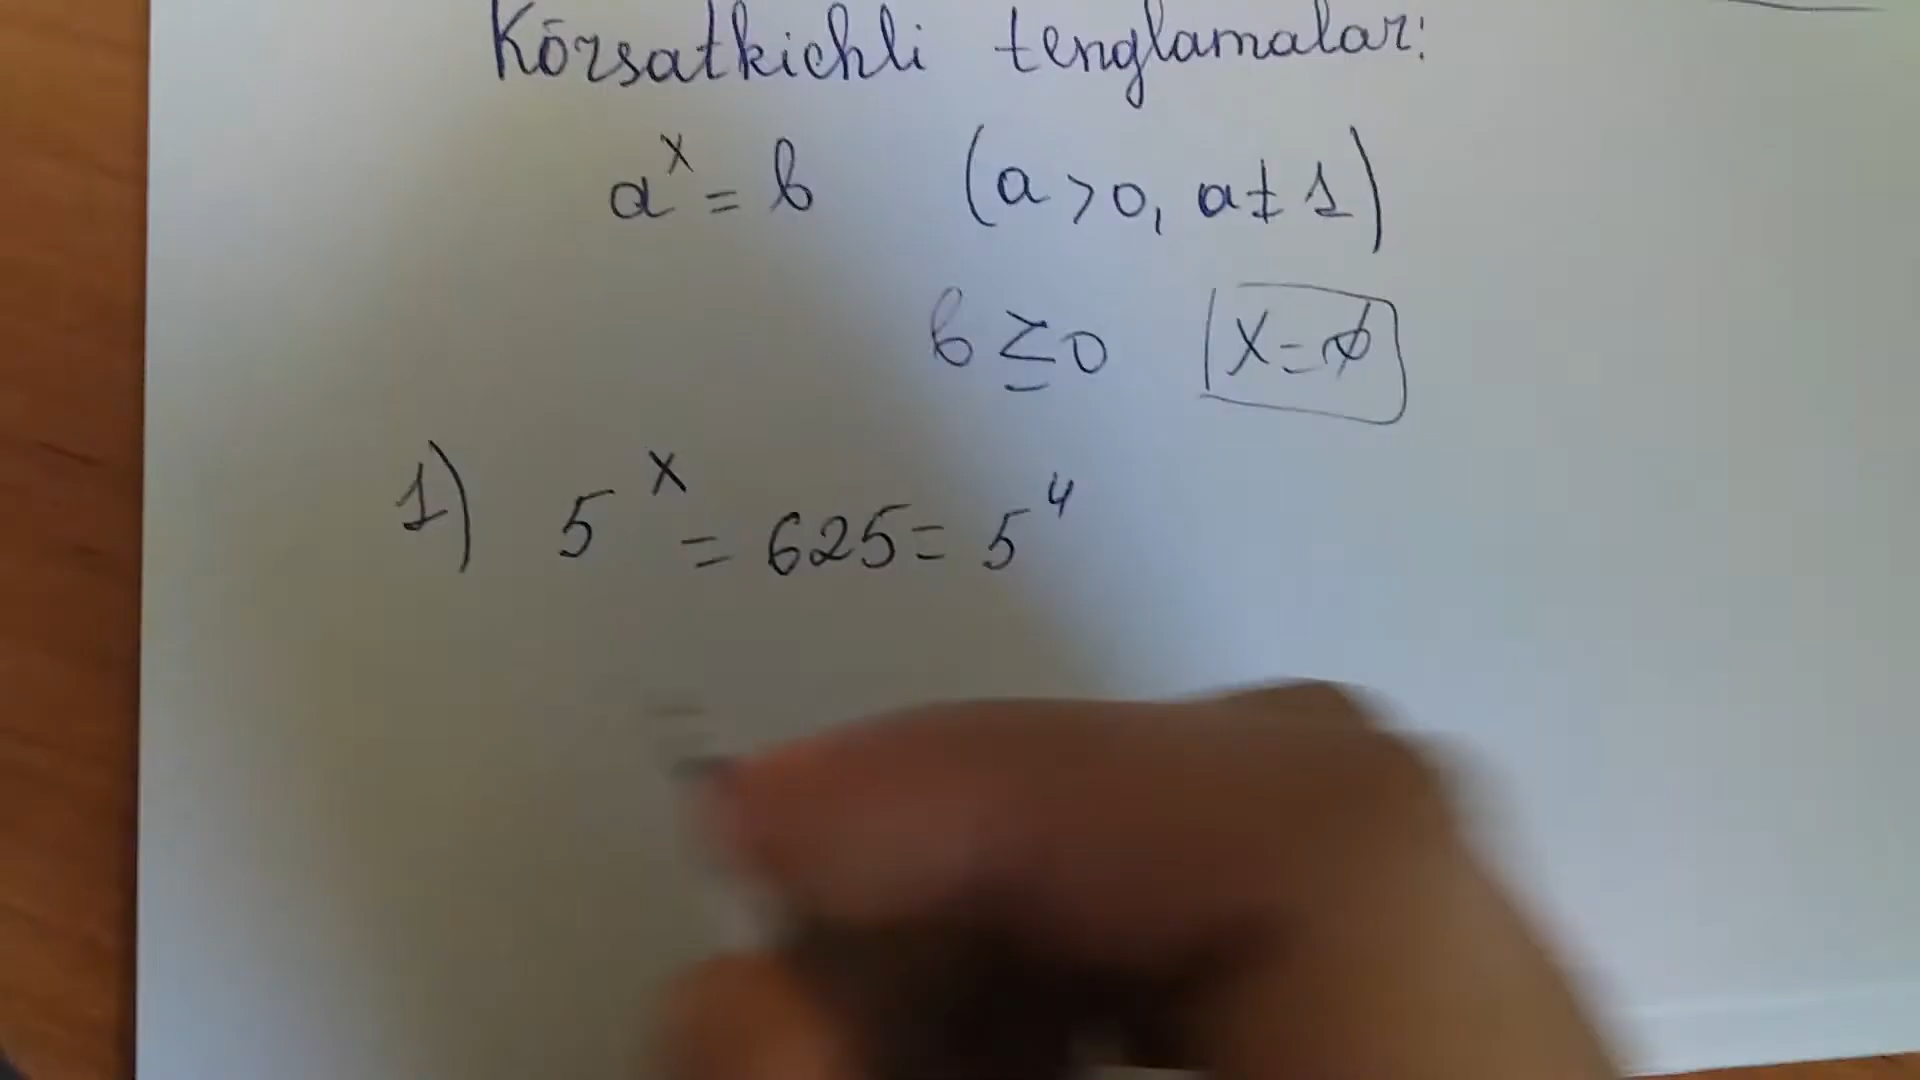 Kōrsatkichli tenglamalar:
a^x = b (a > 0, a ≠ 1)
b ≥ 0 x = ∅
1) 5^x = 625 = 5^4